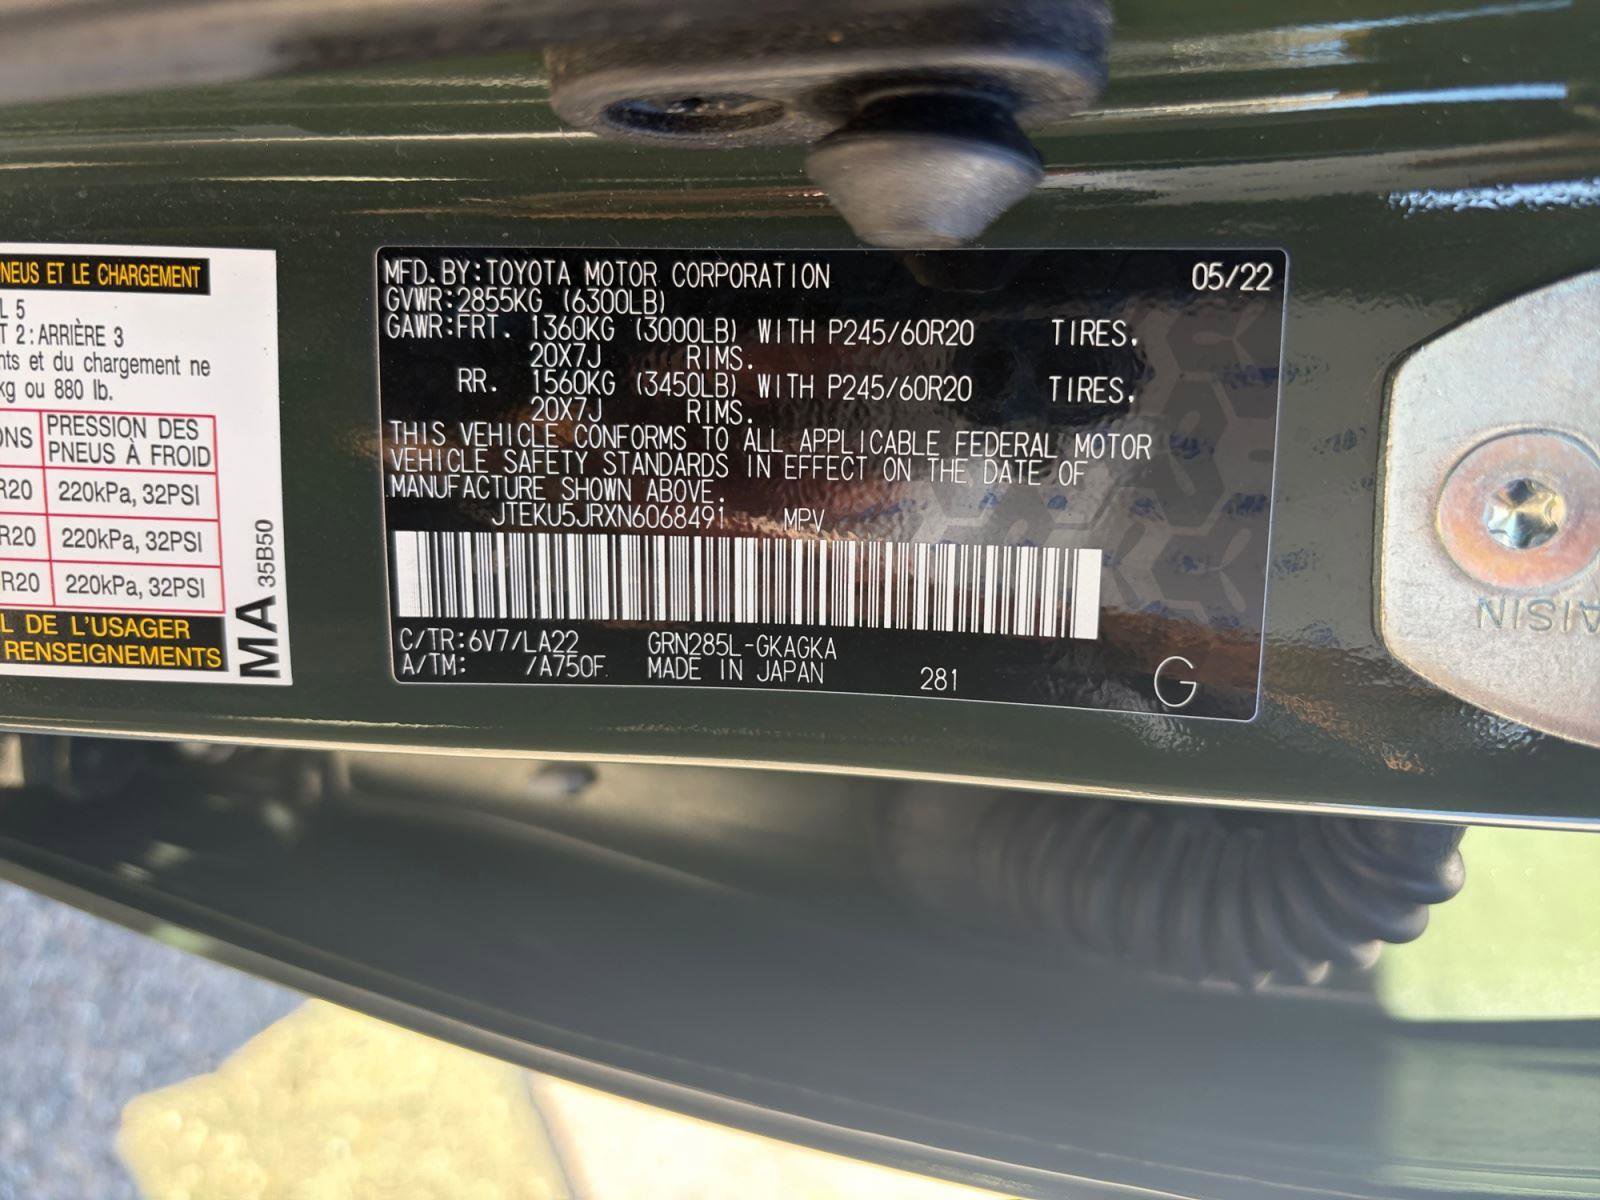 NEUS ET LE CHARGEMENT
L 5
T 2: ARRIÈRE 3
nts et du chargement ne
kg ou 880 lb.
ONS PRESSION DES
PNEUS À FROID
R20 220kPa, 32PSI
R20 220kPa, 32PSI
R20 220kPa, 32PSI
L DE L'USAGER
RENSEIGNEMENTS
MA 35B50
MFD.BY:TOYOTA MOTOR CORPORATION 05/22
GVWR:2855KG (6300LB)
GAWR:FRT. 1360KG (3000LB) WITH P245/60R20 TIRES.
20X7J RIMS.
RR. 1560KG (3450LB) WITH P245/60R20 TIRES.
20X7J RIMS.
THIS VEHICLE CONFORMS TO ALL APPLICABLE FEDERAL MOTOR
VEHICLE SAFETY STANDARDS IN EFFECT ON THE DATE OF
MANUFACTURE SHOWN ABOVE.
JTEKU5JRXN6068491 MPV
C/TR:6V7/LA22 GRN285L-GKAGKA
A/TM: /A750F MADE IN JAPAN 281 G
AISIN